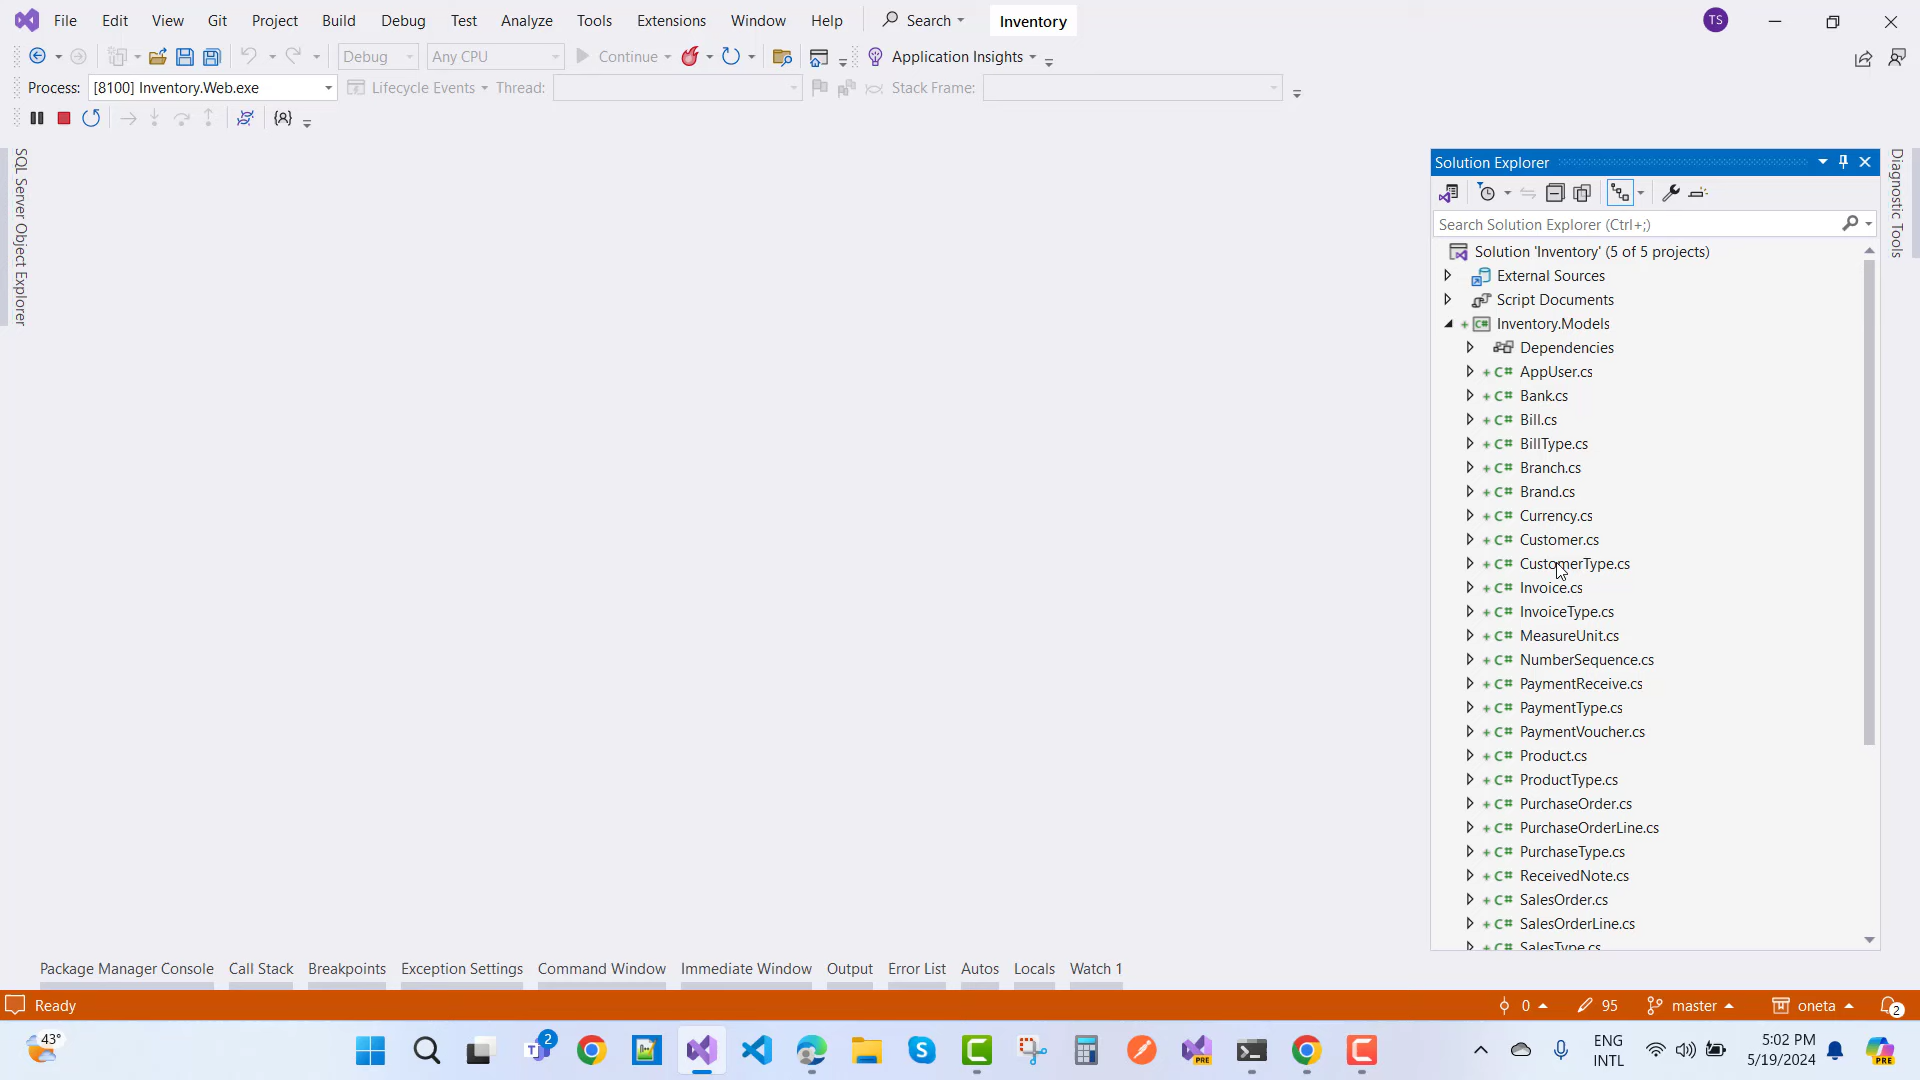 File Edit View Git Project Build Debug Test Analyze Tools Extensions Window Help Search Inventory TS
Debug Any CPU Continue Application Insights
Process: [8100] Inventory.Web.exe Lifecycle Events Thread: Stack Frame:
SQL Server Object Explorer
Solution Explorer
Search Solution Explorer (Ctrl+;)
Solution 'Inventory' (5 of 5 projects)
External Sources
Script Documents
C# Inventory.Models
Dependencies
C# AppUser.cs
C# Bank.cs
C# Bill.cs
C# BillType.cs
C# Branch.cs
C# Brand.cs
C# Currency.cs
C# Customer.cs
C# CustomerType.cs
C# Invoice.cs
C# InvoiceType.cs
C# MeasureUnit.cs
C# NumberSequence.cs
C# PaymentReceive.cs
C# PaymentType.cs
C# PaymentVoucher.cs
C# Product.cs
C# ProductType.cs
C# PurchaseOrder.cs
C# PurchaseOrderLine.cs
C# PurchaseType.cs
C# ReceivedNote.cs
C# SalesOrder.cs
C# SalesOrderLine.cs
C# SalesType.cs
Diagnostic Tools
Package Manager Console Call Stack Breakpoints Exception Settings Command Window Immediate Window Output Error List Autos Locals Watch 1
Ready 0 95 master oneta 2
43° 2 PRE ENG INTL 5:02 PM 5/19/2024 PRE